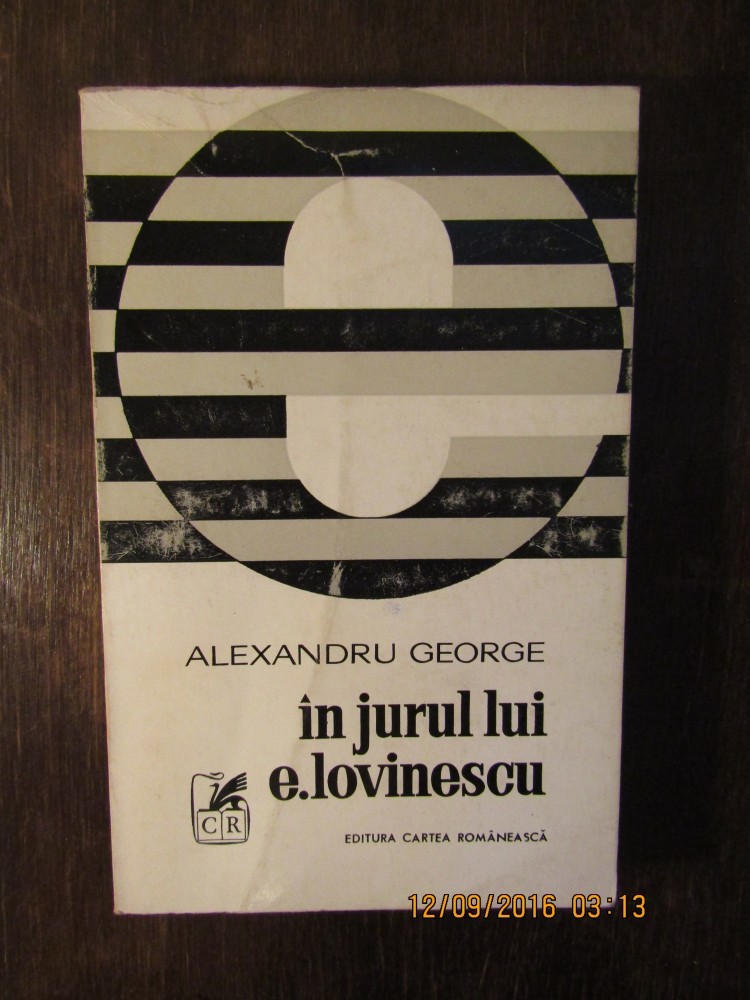 ALEXANDRU GEORGE
în jurul lui
e.lovinescu
CR
EDITURA CARTEA ROMÂNEASCĂ
12/09/2016 03:13